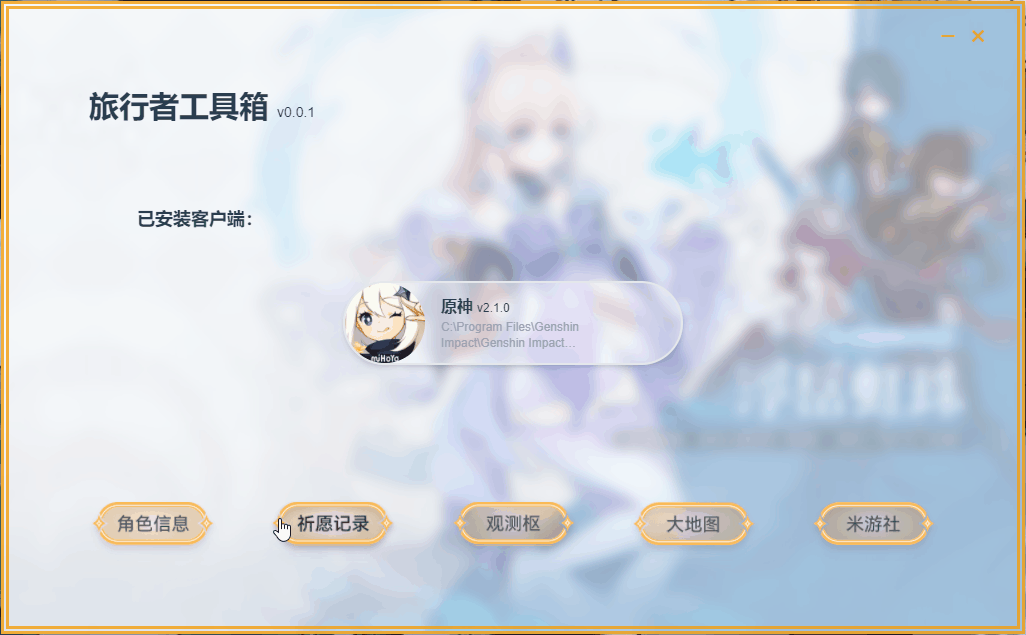 旅行者工具箱 v0.0.1
已安装客户端：
原神 v2.1.0
C:\Program Files\Genshin
Impact\Genshin Impact...
miHoYo
角色信息
祈愿记录
观测枢
大地图
米游社